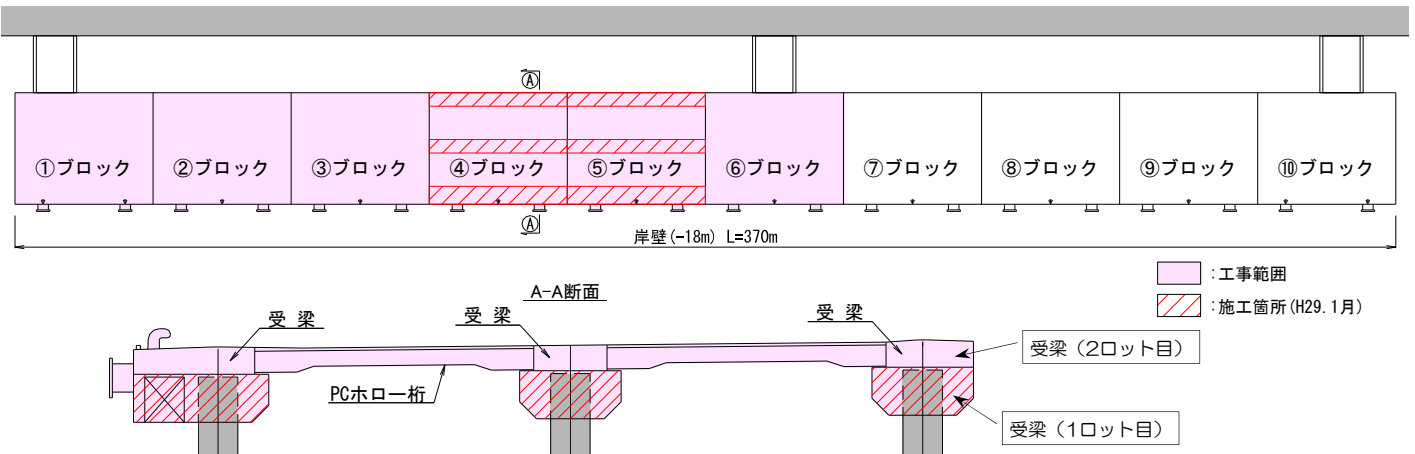 Ⓐ
①ブロック ②ブロック ③ブロック ④ブロック ⑤ブロック ⑥ブロック ⑦ブロック ⑧ブロック ⑨ブロック ⑩ブロック
Ⓐ
岸壁(-18m) L=370m
:工事範囲
:施工箇所(H29.1月)
A-A断面
受 梁
受 梁
受 梁
受梁(2ロット目)
PCホロー桁
受梁(1ロット目)